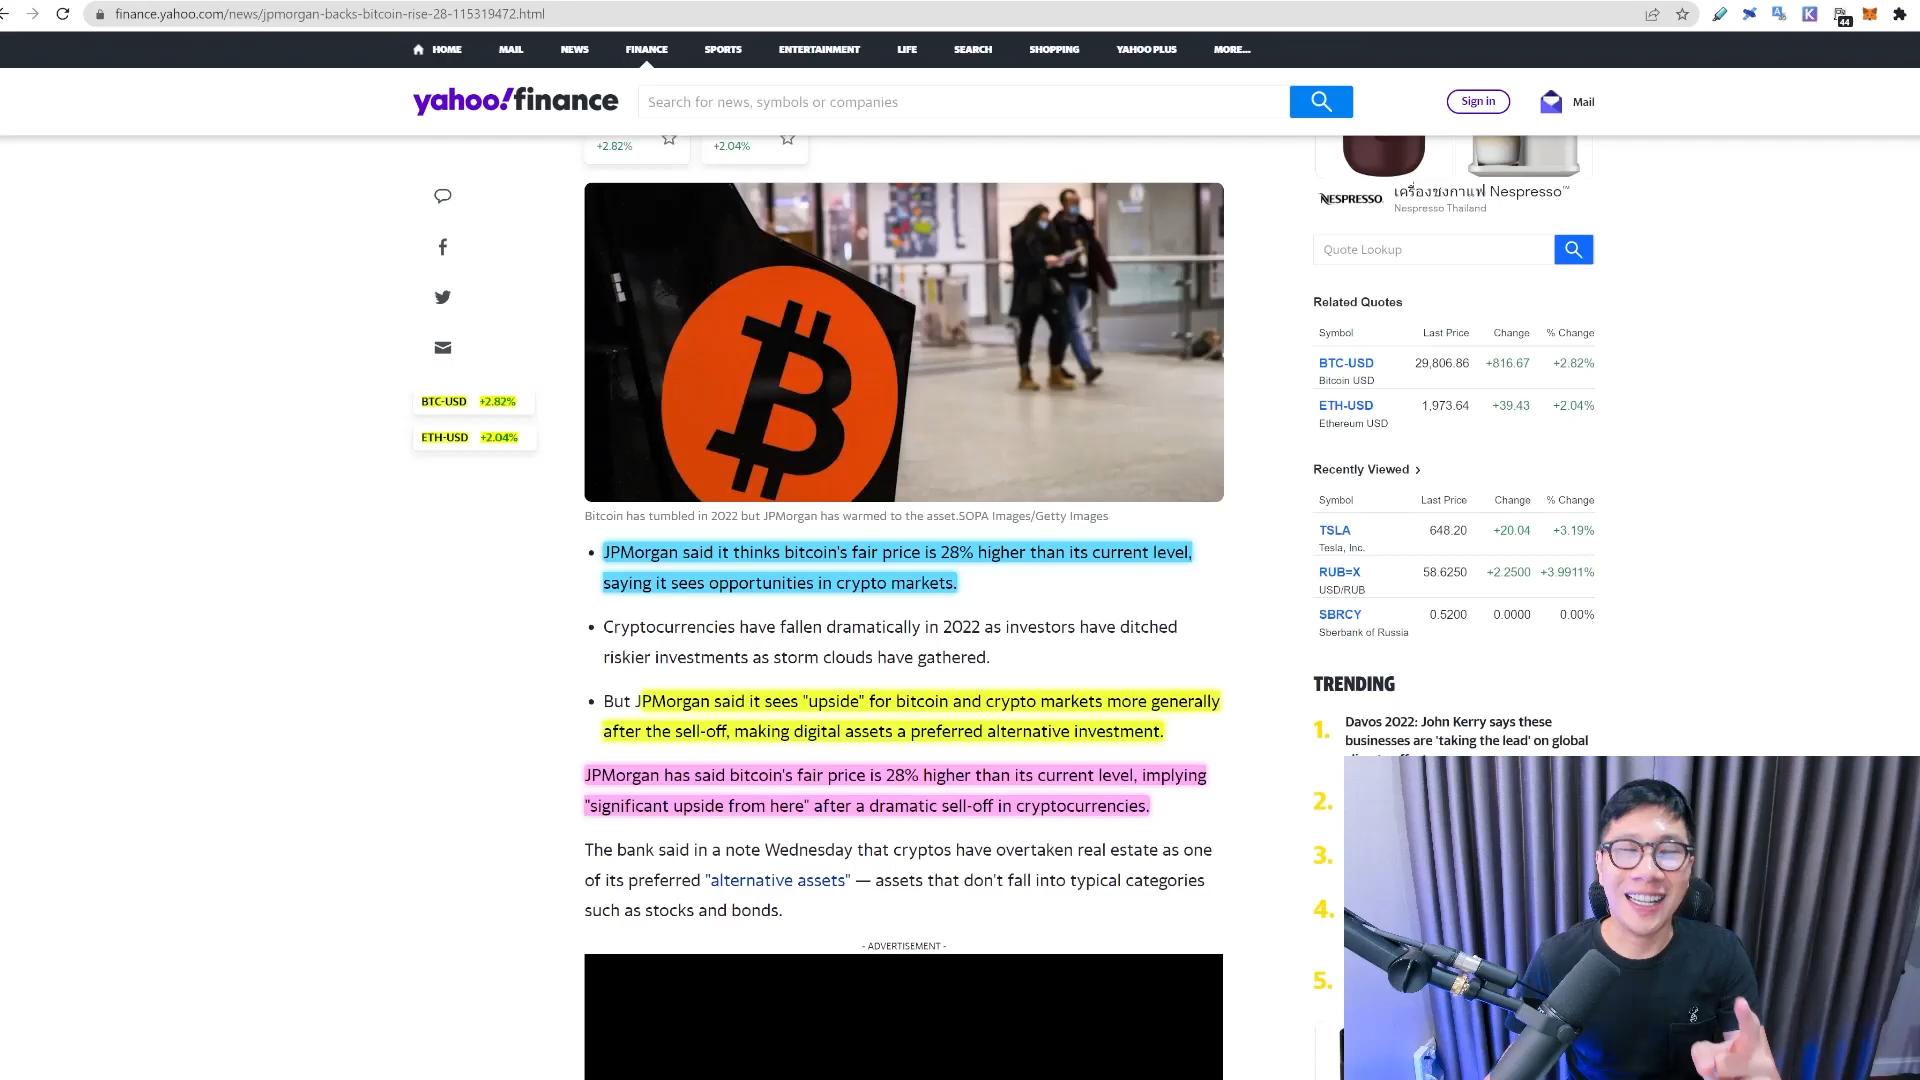 finance.yahoo.com/news/jpmorgan-backs-bitcoin-rise-28-115319472.html
44
HOME MAIL NEWS FINANCE SPORTS ENTERTAINMENT LIFE SEARCH SHOPPING YAHOO PLUS MORE...
yahoo!finance
Search for news, symbols or companies
Sign in
Mail
+2.82%
+2.04%
BTC-USD +2.82%
ETH-USD +2.04%
Bitcoin has tumbled in 2022 but JPMorgan has warmed to the asset.SOPA Images/Getty Images
• JPMorgan said it thinks bitcoin's fair price is 28% higher than its current level,
saying it sees opportunities in crypto markets.
• Cryptocurrencies have fallen dramatically in 2022 as investors have ditched
riskier investments as storm clouds have gathered.
• But JPMorgan said it sees "upside" for bitcoin and crypto markets more generally
after the sell-off, making digital assets a preferred alternative investment.
JPMorgan has said bitcoin's fair price is 28% higher than its current level, implying
"significant upside from here" after a dramatic sell-off in cryptocurrencies.
The bank said in a note Wednesday that cryptos have overtaken real estate as one
of its preferred "alternative assets" — assets that don't fall into typical categories
such as stocks and bonds.
- ADVERTISEMENT -
NESPRESSO.
เครื่องชงกาแฟ Nespresso™
Nespresso Thailand
Quote Lookup
Related Quotes
Symbol Last Price Change % Change
BTC-USD 29,806.86 +816.67 +2.82%
Bitcoin USD
ETH-USD 1,973.64 +39.43 +2.04%
Ethereum USD
Recently Viewed >
Symbol Last Price Change % Change
TSLA 648.20 +20.04 +3.19%
Tesla, Inc.
RUB=X 58.6250 +2.2500 +3.9911%
USD/RUB
SBRCY 0.5200 0.0000 0.00%
Sberbank of Russia
TRENDING
1. Davos 2022: John Kerry says these
businesses are 'taking the lead' on global
2.
3.
4.
5.